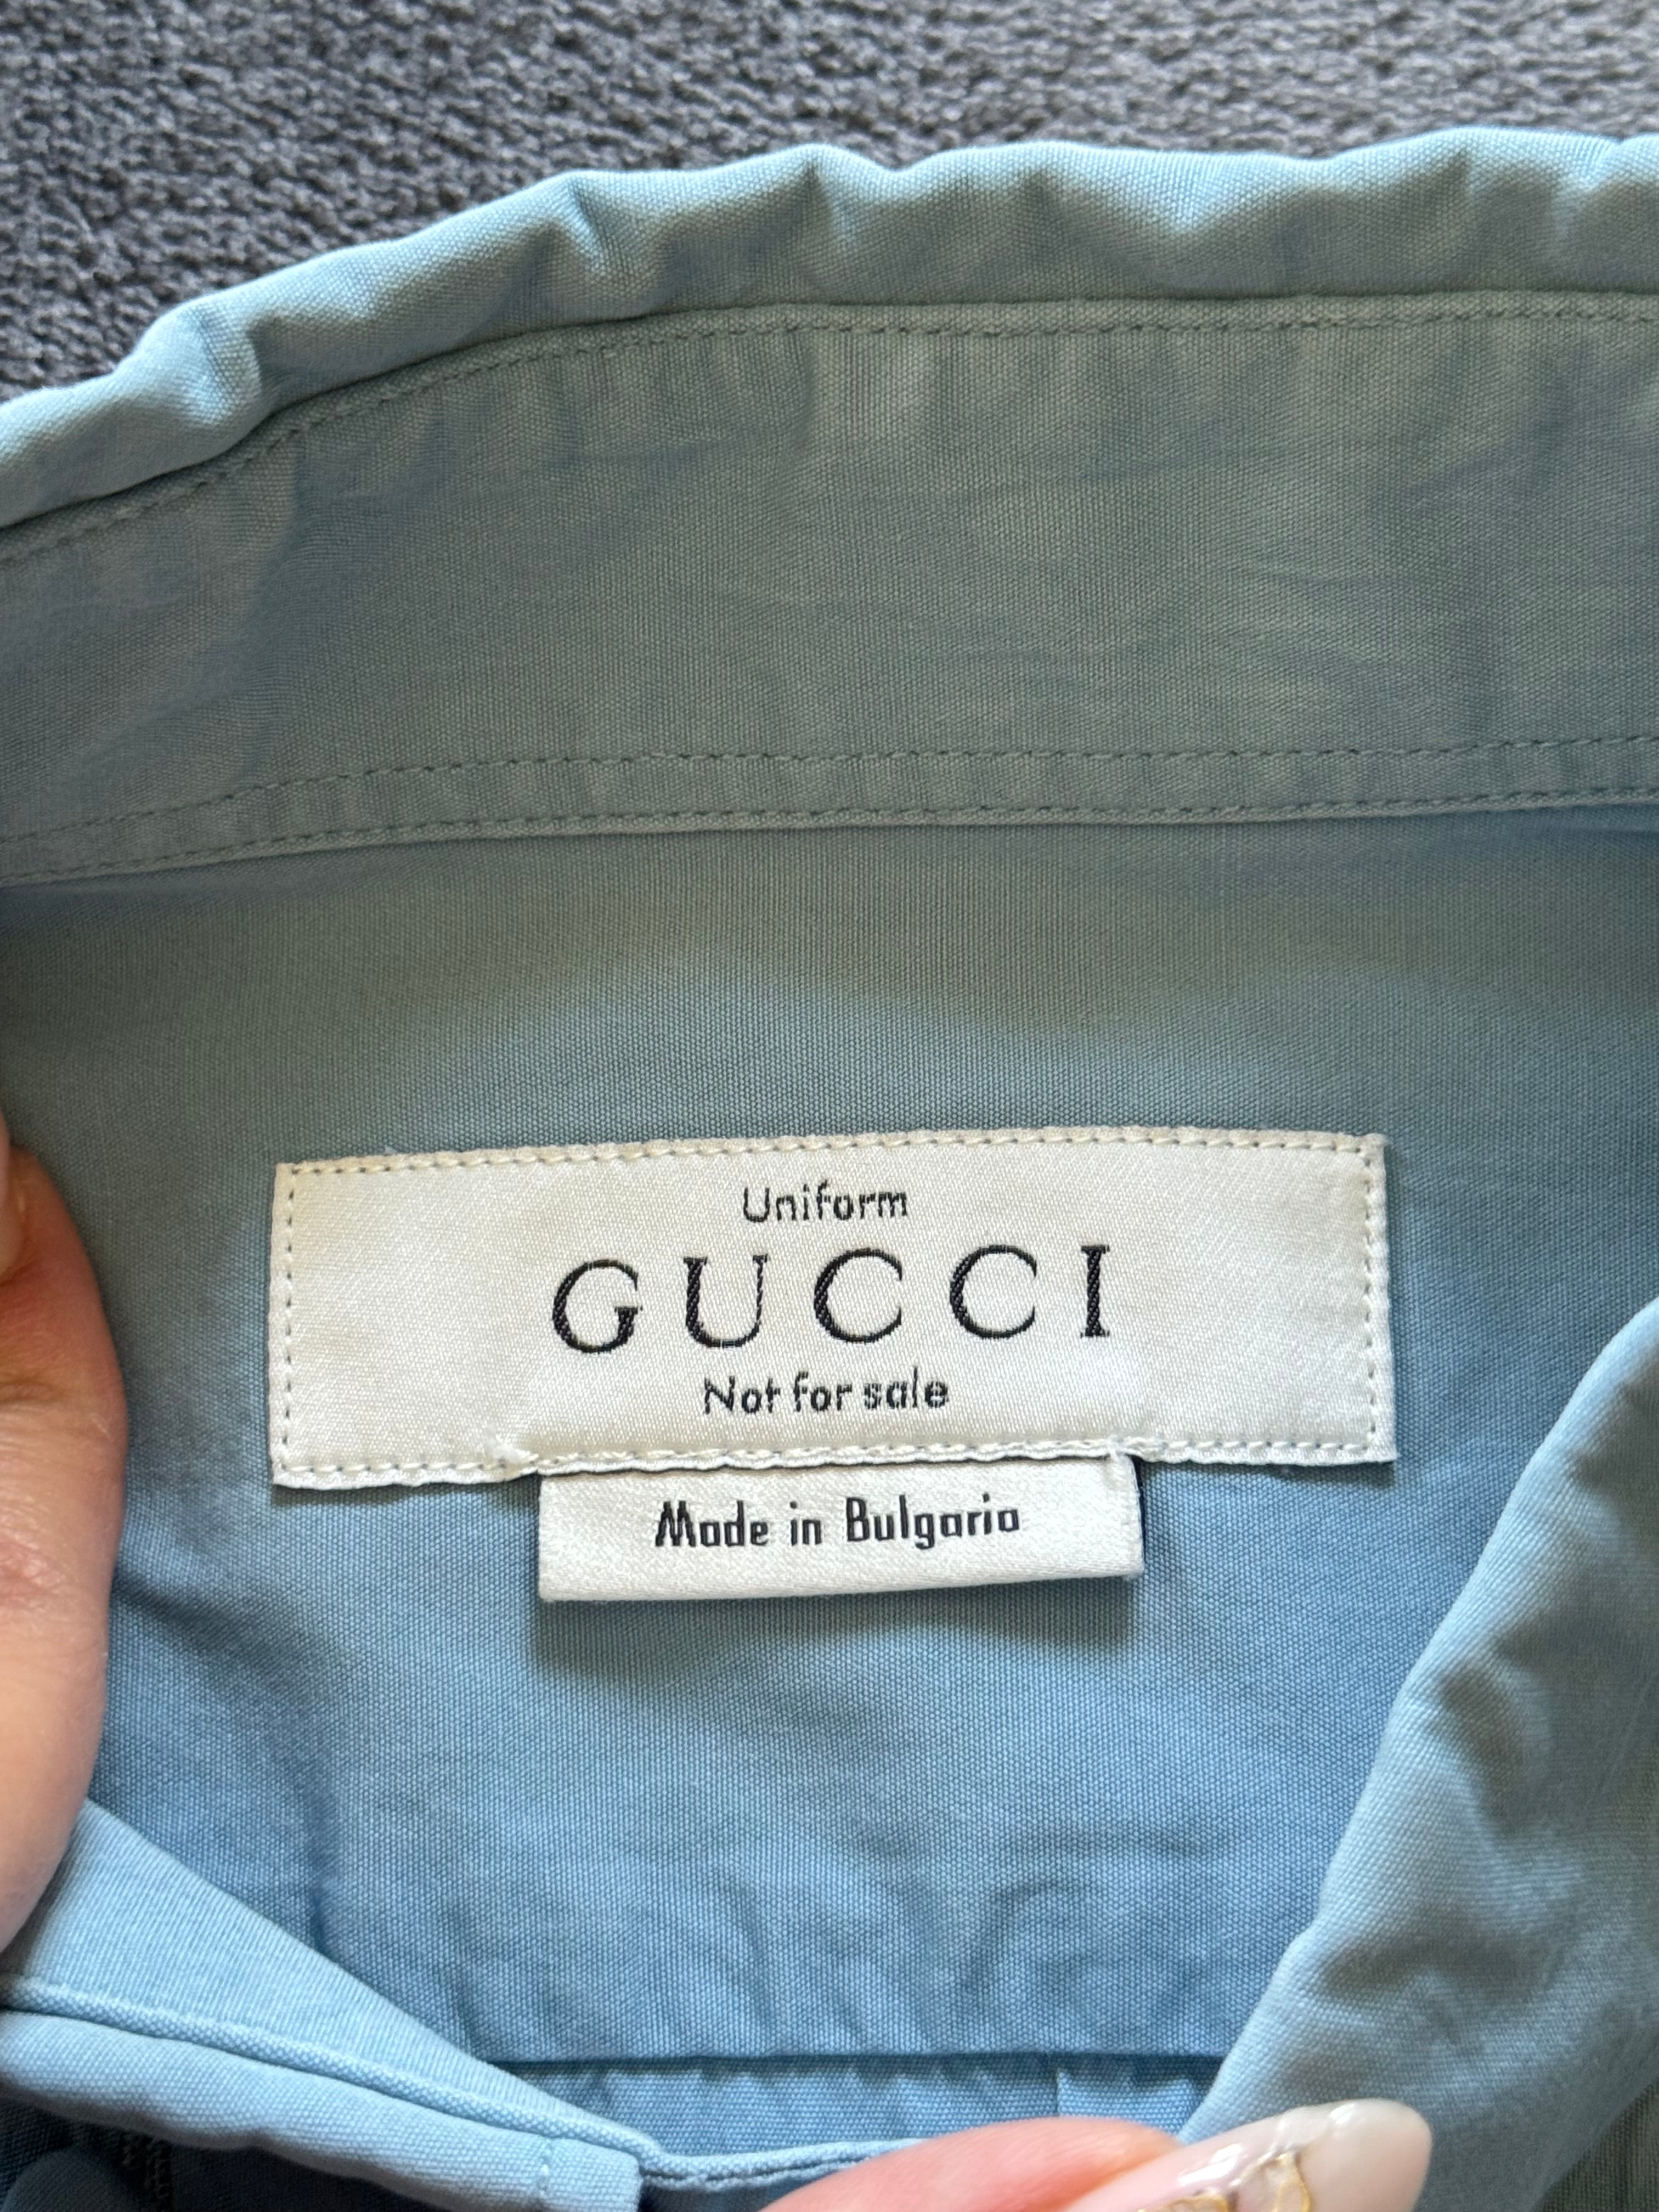 Uniform
GUCCI
Not for sale
Made in Bulgaria